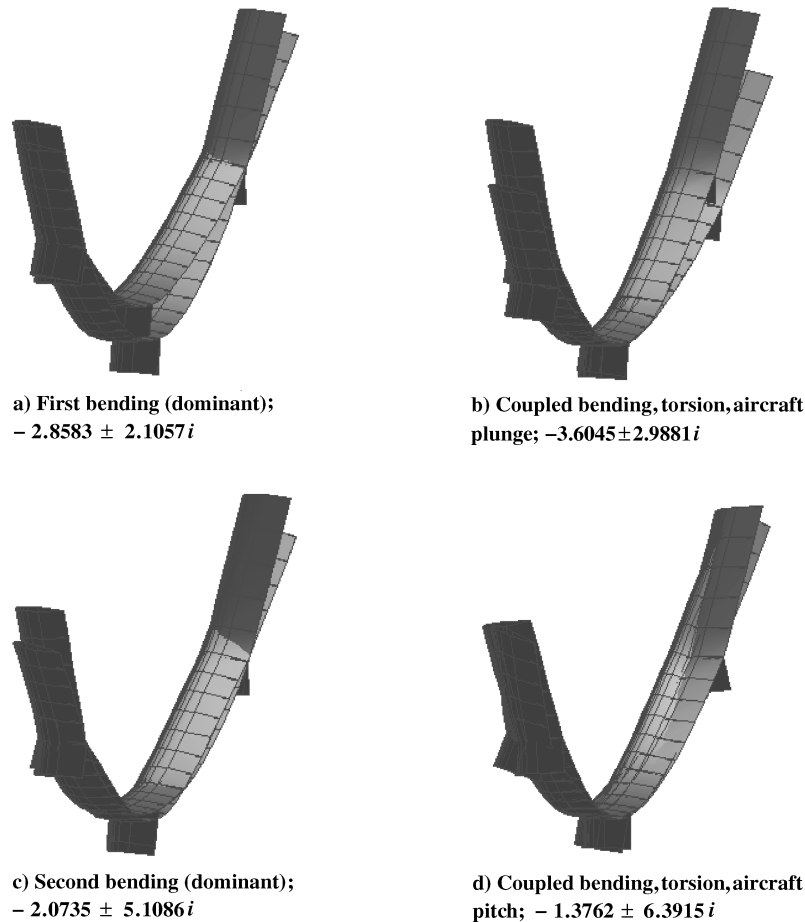 a) First bending (dominant);
− 2.8583 ± 2.1057i
b) Coupled bending, torsion, aircraft
plunge; −3.6045±2.9881i
c) Second bending (dominant);
− 2.0735 ± 5.1086i
d) Coupled bending, torsion, aircraft
pitch; − 1.3762 ± 6.3915i